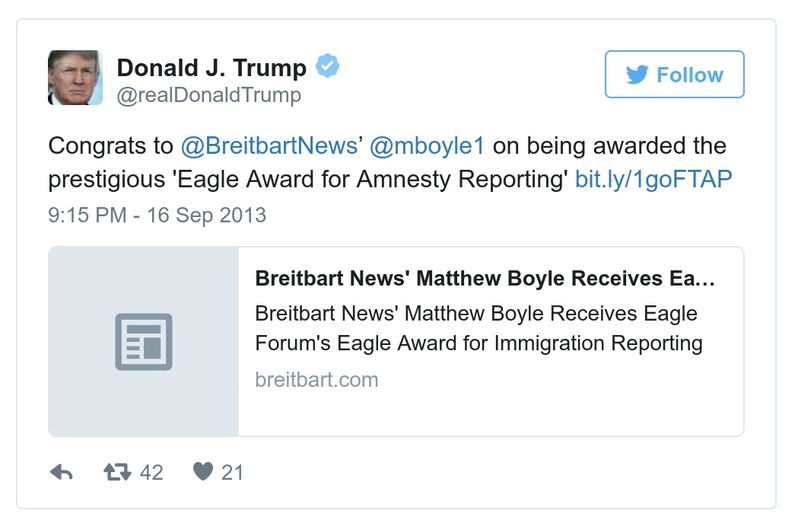 Donald J. Trump
@realDonaldTrump
Follow
Congrats to @BreitbartNews’ @mboyle1 on being awarded the
prestigious 'Eagle Award for Amnesty Reporting' bit.ly/1goFTAP
9:15 PM - 16 Sep 2013
Breitbart News' Matthew Boyle Receives Ea...
Breitbart News' Matthew Boyle Receives Eagle
Forum's Eagle Award for Immigration Reporting
breitbart.com
42 21